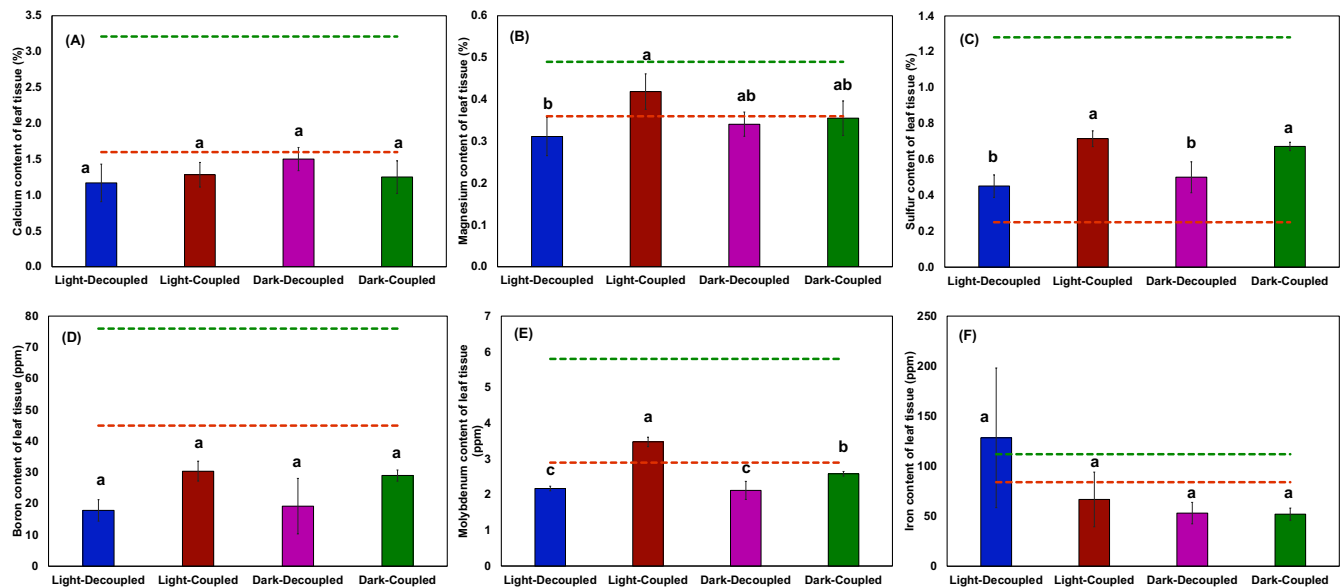 Calcium content of leaf tissue (%)
3.5
3.0
2.5
2.0
1.5
1.0
0.5
0.0
(A)
a
a
a
a
Light-Decoupled Light-Coupled Dark-Decoupled Dark-Coupled
Magnesium content of leaf tissue (%)
0.6
0.5
0.4
0.3
0.2
0.1
0.0
(B)
b
a
ab
ab
Light-Decoupled Light-Coupled Dark-Decoupled Dark-Coupled
Sulfur content of leaf tissue (%)
1.4
1.2
1.0
0.8
0.6
0.4
0.2
0.0
(C)
b
a
b
a
Light-Decoupled Light-Coupled Dark-Decoupled Dark-Coupled
Boron content of leaf tissue (ppm)
80
70
60
50
40
30
20
10
0
(D)
a
a
a
a
Light-Decoupled Light-Coupled Dark-Decoupled Dark-Coupled
Molybdenum content of leaf tissue
(ppm)
7
6
5
4
3
2
1
0
(E)
c
a
c
b
Light-Decoupled Light-Coupled Dark-Decoupled Dark-Coupled
Iron content of leaf tissue (ppm)
250
200
150
100
50
0
(F)
a
a
a
a
Light-Decoupled Light-Coupled Dark-Decoupled Dark-Coupled